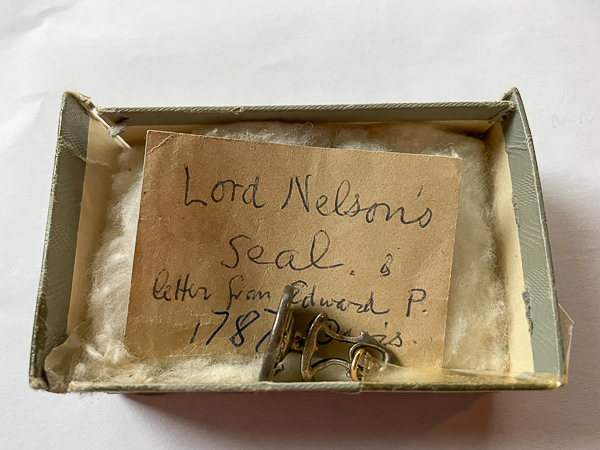 Lord Nelson's
Seal. &
letter from Edward P.
1787